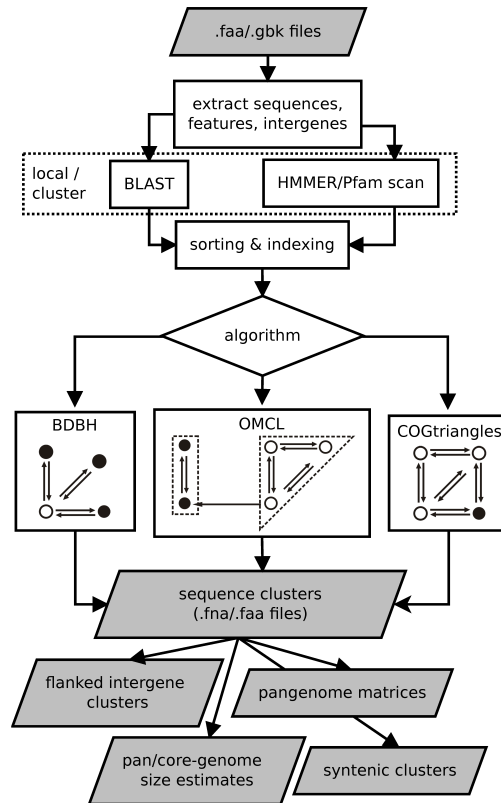 .faa/.gbk files
extract sequences,
features, intergenes
local /
cluster
BLAST
HMMER/Pfam scan
sorting & indexing
algorithm
BDBH
OMCL
COGtriangles
sequence clusters
(.fna/.faa files)
flanked intergene
clusters
pangenome matrices
pan/core-genome
size estimates
syntenic clusters